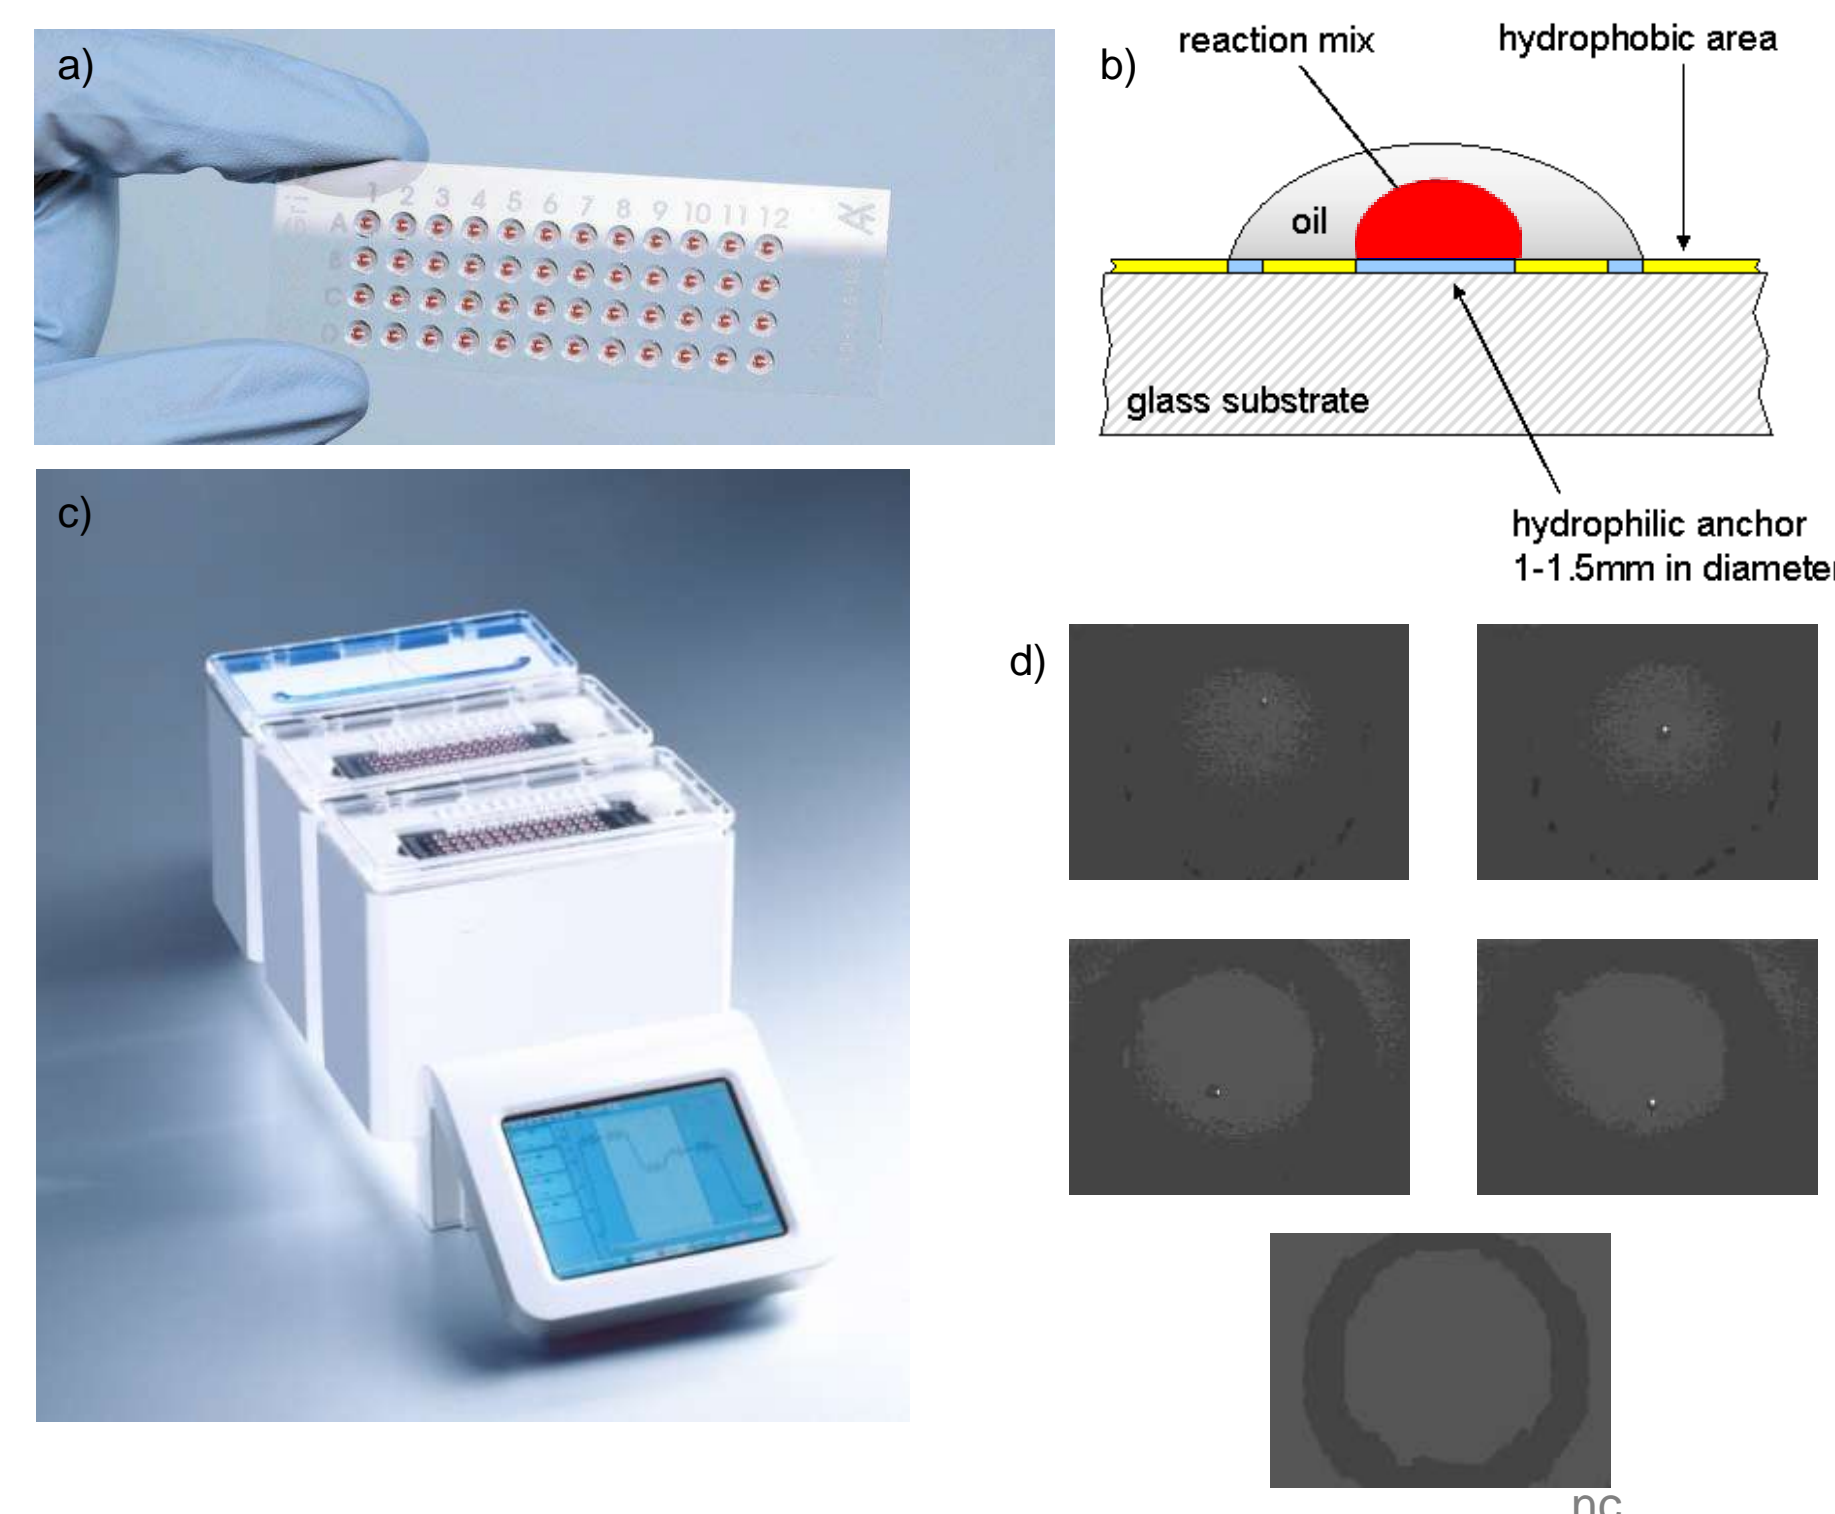 a)
1 2 3 4 5 6 7 8 9 10 11 12
A
B
C
D
b)
reaction mix
hydrophobic area
oil
glass substrate
hydrophilic anchor
1-1.5mm in diameter
c)
d)
nc